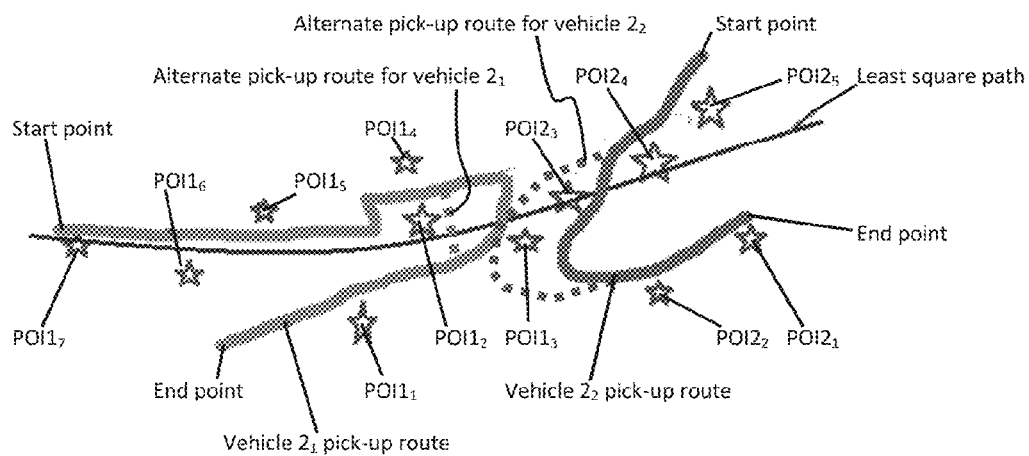 Alternate pick-up route for vehicle 2₂
Start point
Alternate pick-up route for vehicle 2₁
POI2₄
POI2₅
Least square path
Start point
POI1₄
POI2₃
POI1₆
POI1₅
End point
POI1₇
POI1₂
POI1₃
POI2₂
POI2₁
End point
POI1₁
Vehicle 2₂ pick-up route
Vehicle 2₁ pick-up route